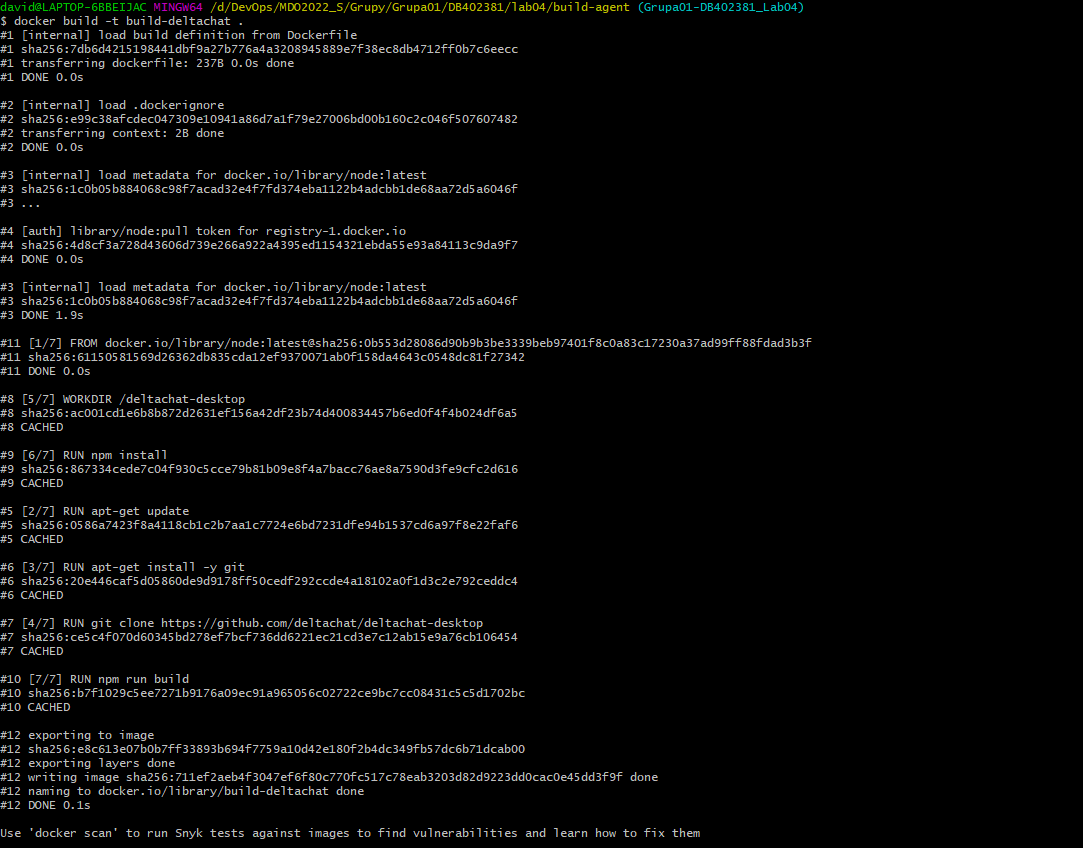 david@LAPTOP-6BBEIJAC MINGW64 /d/DevOps/MDO2022_S/Grupy/Grupa01/DB402381/lab04/build-agent (Grupa01-DB402381_Lab04)
$ docker build -t build-deltachat .
#1 [internal] load build definition from Dockerfile
#1 sha256:7db6d4215198441dbf9a27b776a4a3208945889e7f38ec8db4712ff0b7c6eecc
#1 transferring dockerfile: 237B 0.0s done
#1 DONE 0.0s

#2 [internal] load .dockerignore
#2 sha256:e99c38afcdec047309e10941a86d7a1f79e27006bd00b160c2c046f507607482
#2 transferring context: 2B done
#2 DONE 0.0s

#3 [internal] load metadata for docker.io/library/node:latest
#3 sha256:1c0b05b884068c98f7acad32e4f7fd374eba1122b4adcbb1de68aa72d5a6046f
#3 ...

#4 [auth] library/node:pull token for registry-1.docker.io
#4 sha256:4d8cf3a728d43606d739e266a922a4395ed1154321ebda55e93a84113c9da9f7
#4 DONE 0.0s

#3 [internal] load metadata for docker.io/library/node:latest
#3 sha256:1c0b05b884068c98f7acad32e4f7fd374eba1122b4adcbb1de68aa72d5a6046f
#3 DONE 1.9s

#11 [1/7] FROM docker.io/library/node:latest@sha256:0b553d28086d90b9b3be3339beb97401f8c0a83c17230a37ad99ff88fdad3b3f
#11 sha256:61150581569d26362db835cda12ef9370071ab0f158da4643c0548dc81f27342
#11 DONE 0.0s

#8 [5/7] WORKDIR /deltachat-desktop
#8 sha256:ac001cd1e6b8b872d2631ef156a42df23b74d400834457b6ed0f4f4b024df6a5
#8 CACHED

#9 [6/7] RUN npm install
#9 sha256:867334cede7c04f930c5cce79b81b09e8f4a7bacc76ae8a7590d3fe9cfc2d616
#9 CACHED

#5 [2/7] RUN apt-get update
#5 sha256:0586a7423f8a4118cb1c2b7aa1c7724e6bd7231dfe94b1537cd6a97f8e22faf6
#5 CACHED

#6 [3/7] RUN apt-get install -y git
#6 sha256:20e446caf5d05860de9d9178ff50cedf292ccde4a18102a0f1d3c2e792ceddc4
#6 CACHED

#7 [4/7] RUN git clone https://github.com/deltachat/deltachat-desktop
#7 sha256:ce5c4f070d60345bd278ef7bcf736dd6221ec21cd3e7c12ab15e9a76cb106454
#7 CACHED

#10 [7/7] RUN npm run build
#10 sha256:b7f1029c5ee7271b9176a09ec91a965056c02722ce9bc7cc08431c5c5d1702bc
#10 CACHED

#12 exporting to image
#12 sha256:e8c613e07b0b7ff33893b694f7759a10d42e180f2b4dc349fb57dc6b71dcab00
#12 exporting layers done
#12 writing image sha256:711ef2aeb4f3047ef6f80c770fc517c78eab3203d82d9223dd0cac0e45dd3f9f done
#12 naming to docker.io/library/build-deltachat done
#12 DONE 0.1s

Use 'docker scan' to run Snyk tests against images to find vulnerabilities and learn how to fix them